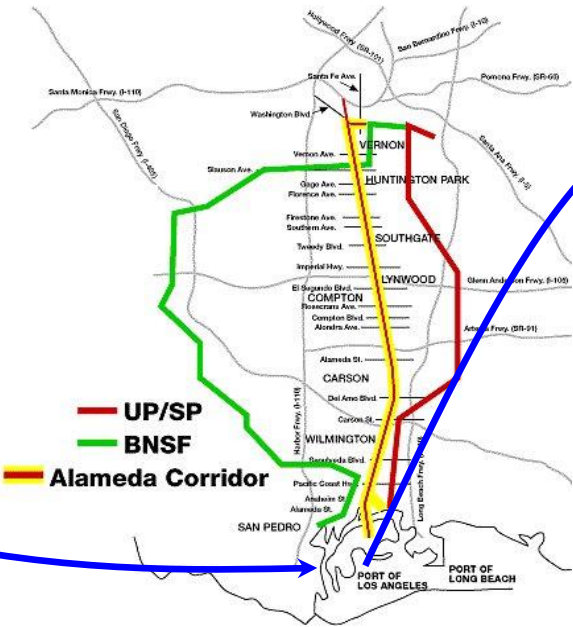 Hollywood Frwy. (SR-101)
San Bernardino Frwy. (I-10)
Santa Fe Ave.
Pomona Frwy. (SR-60)
Santa Monica Frwy. (I-110)
San Diego Frwy. (I-405)
Washington Blvd.
Santa Ana Frwy. (I-5)
VERNON
Vernon Ave.
Slauson Ave.
HUNTINGTON PARK
Gage Ave.
Florence Ave.
Firestone Ave.
Southern Ave.
SOUTHGATE
Tweedy Blvd.
Imperial Hwy.
LYNWOOD
Glenn Anderson Frwy. (I-105)
El Segundo Blvd.
COMPTON
Rosecrans Ave.
Compton Blvd.
Alondra Ave.
Frwy. (SR-91)
Alameda St.
CARSON
Del Amo Blvd.
UP/SP
Carson St.
BNSF
WILMINGTON
Harbor Frwy. (I-110)
Sepulveda Blvd.
Alameda Corridor
Pacific Coast
Long Beach Frwy.
Anaheim St.
Alameda St.
SAN PEDRO
PORT OF
LOS ANGELES
PORT OF
LONG BEACH